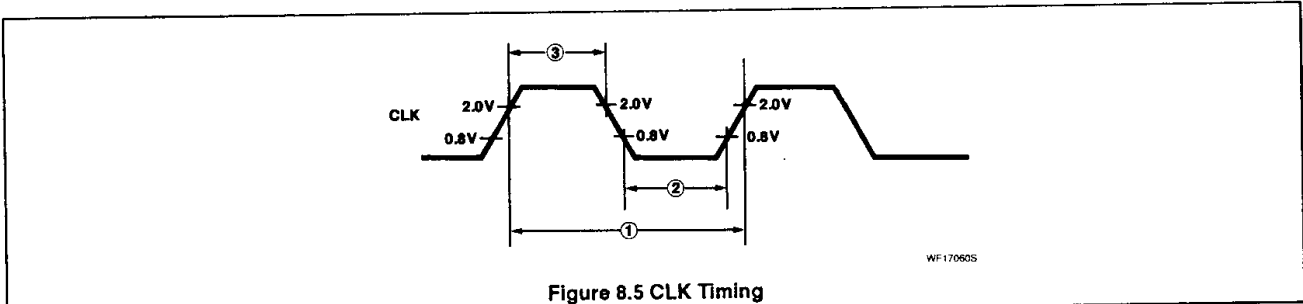 ③
2.0V 2.0V 2.0V
CLK
0.8V 0.8V 0.8V
②
①
WF17060S
Figure 8.5 CLK Timing